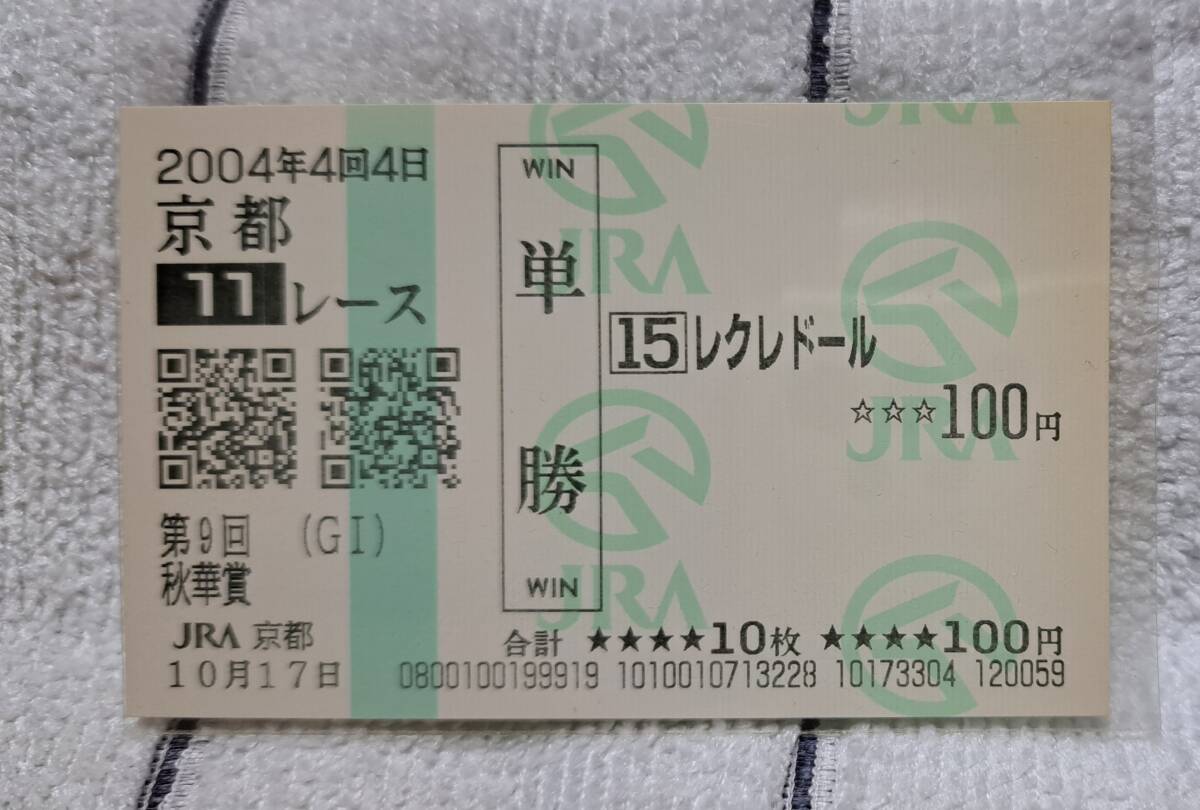 2004年4回4日
京都
11レース
第9回 (GI)
秋華賞
JRA 京都
10月17日
WIN
単勝
WIN
15 レクレドール
☆☆☆100円
合計 ★★★★10枚 ★★★★100円
0800100199919 1010010713228 10173304 120059
JRA
JRA
JRA
JRA